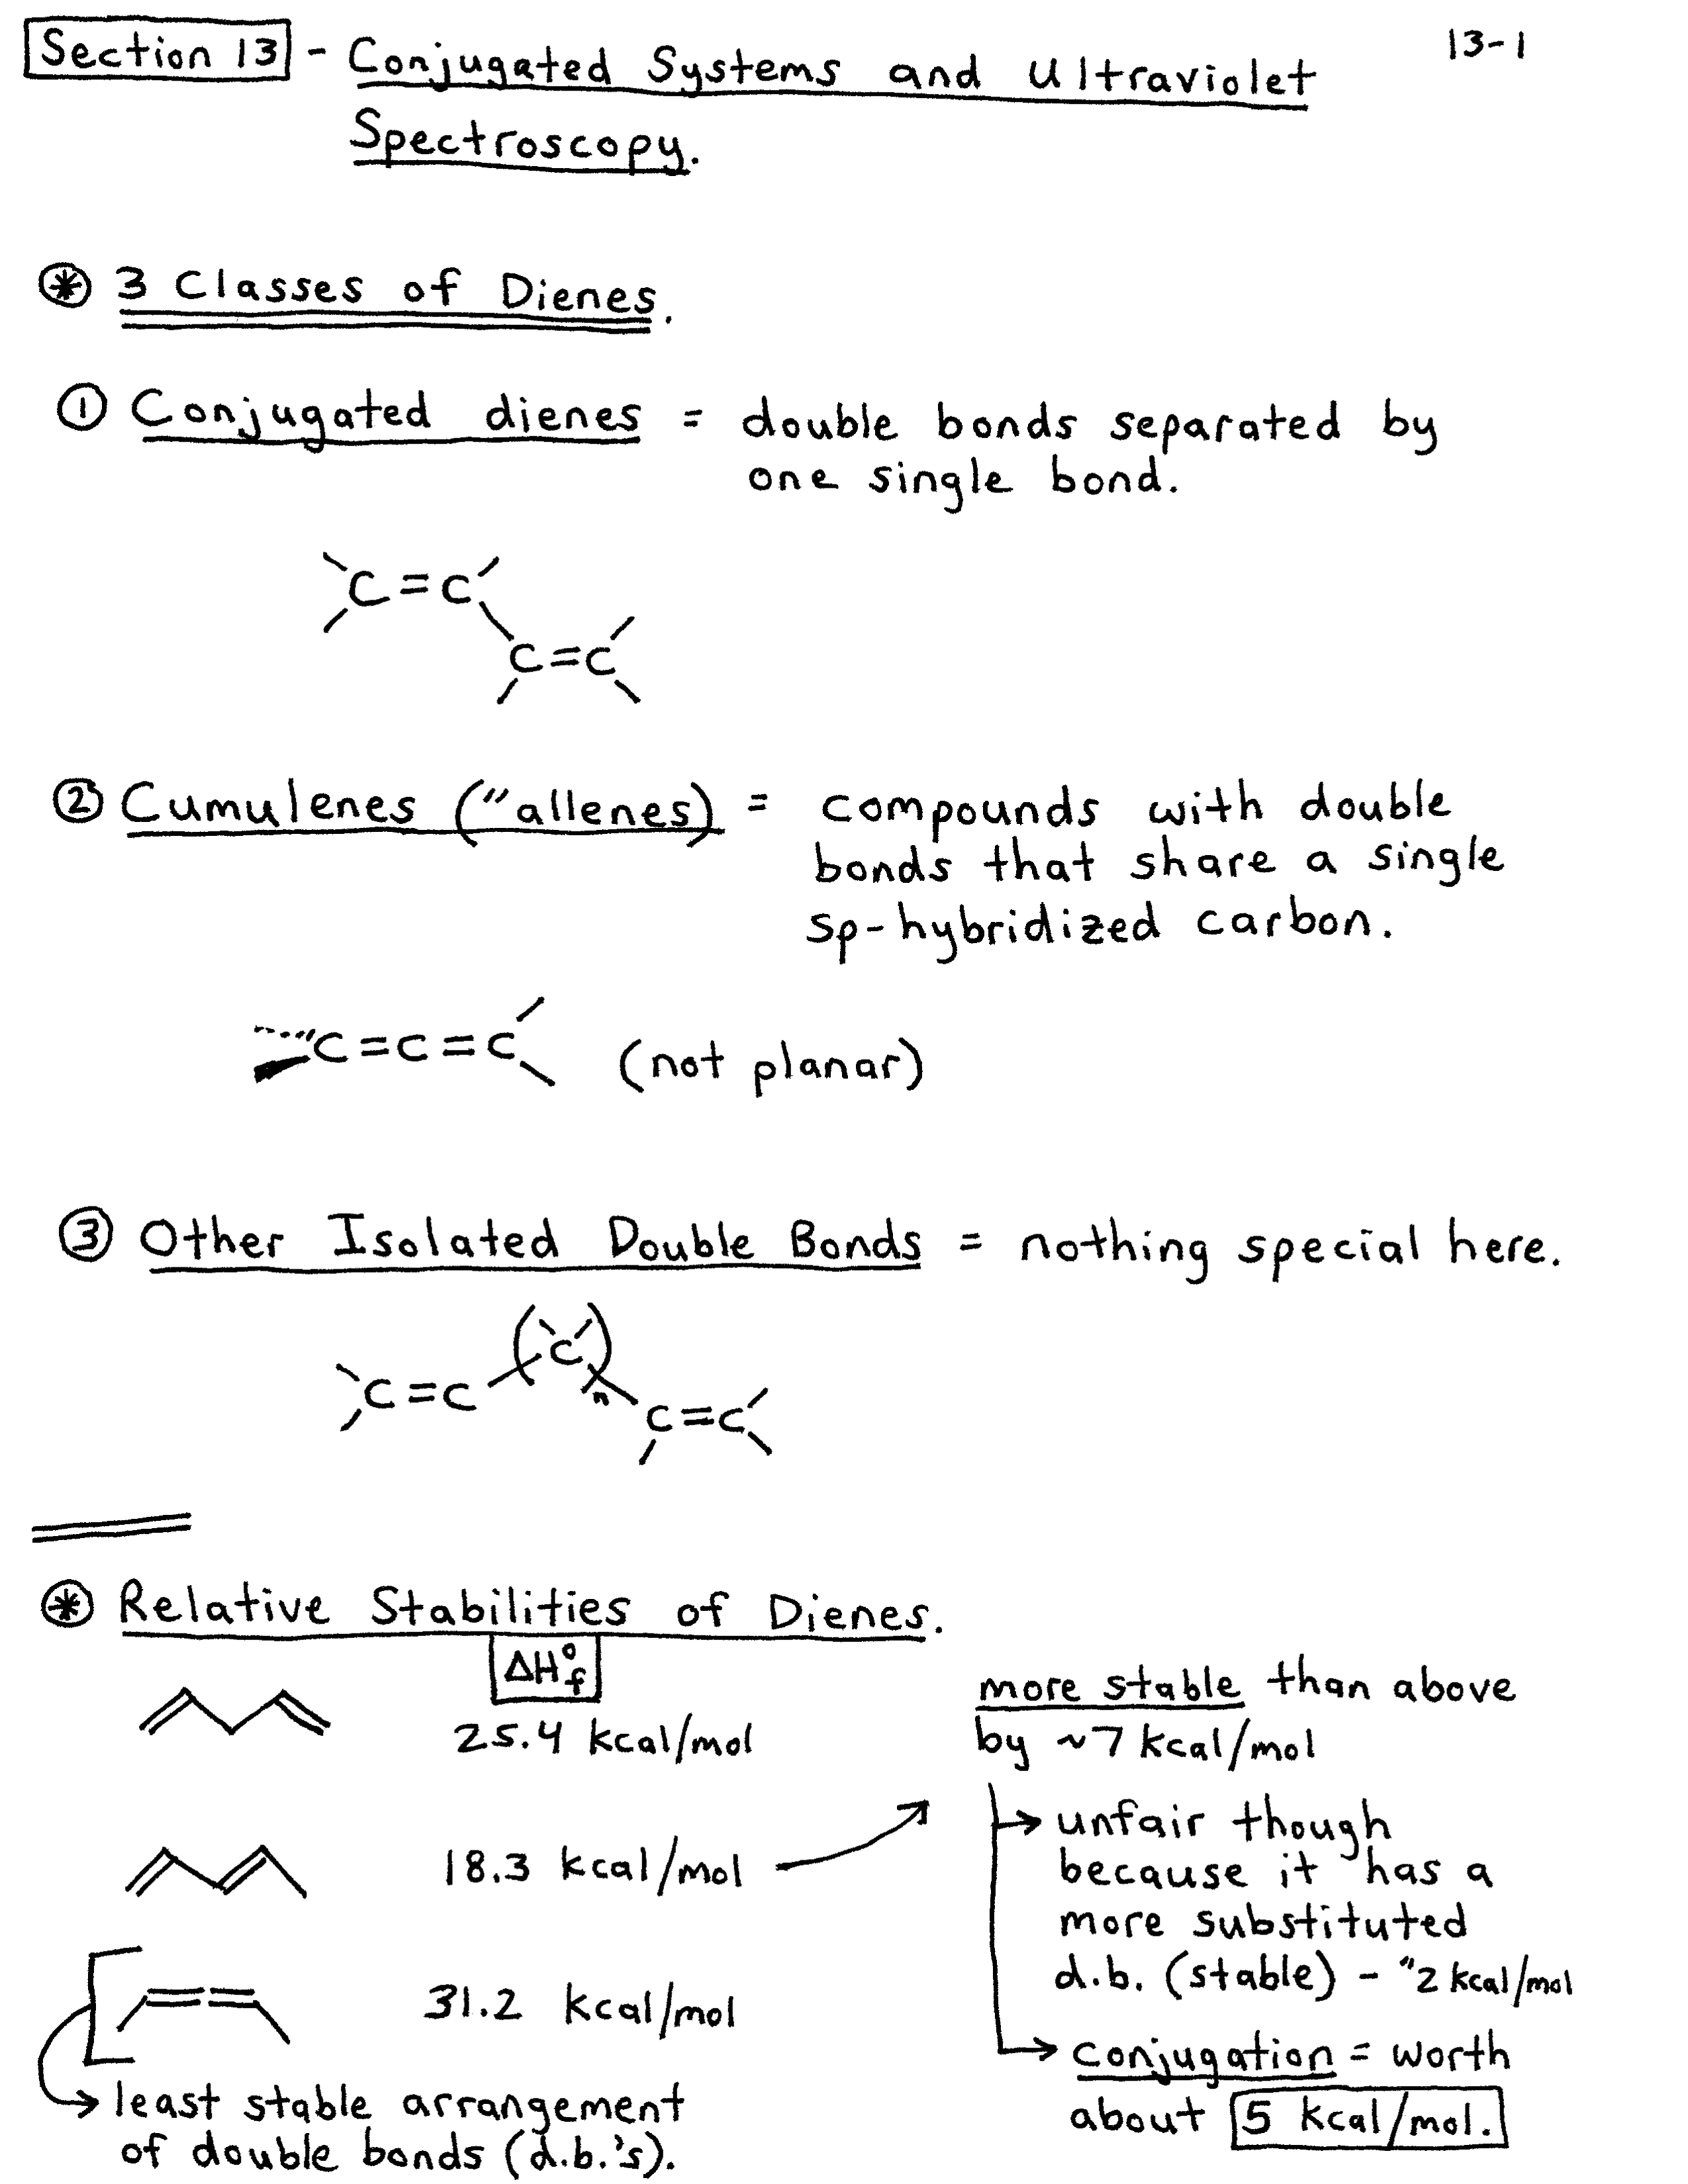 Section 13 - Conjugated Systems and Ultraviolet
13-1
Spectroscopy.
⊛ 3 Classes of Dienes.
① Conjugated dienes = double bonds separated by
one single bond.
C=C
C=C
② Cumulenes ("allenes) = compounds with double
bonds that share a single
sp-hybridized carbon.
C=C=C (not planar)
③ Other Isolated Double Bonds = nothing special here.
(C)n
C=C
C=C
⊛ Relative Stabilities of Dienes.
ΔH°f
25.4 kcal/mol
18.3 kcal/mol
31.2 kcal/mol
least stable arrangement
of double bonds (d.b.'s).
more stable than above
by ~7 kcal/mol
unfair though
because it has a
more substituted
d.b. (stable) - "2 kcal/mol
conjugation = worth
about 5 kcal/mol.